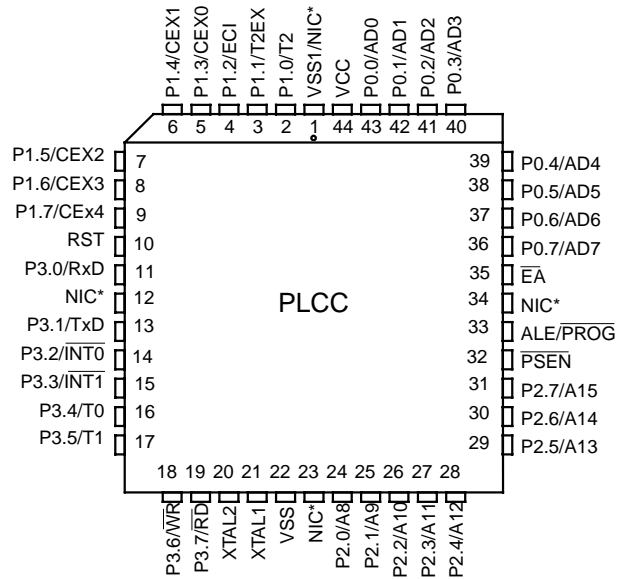 P1.4/CEX1
P1.3/CEX0
P1.2/ECI
P1.1/T2EX
P1.0/T2
VSS1/NIC*
VCC
P0.0/AD0
P0.1/AD1
P0.2/AD2
P0.3/AD3
6 5 4 3 2 1 44 43 42 41 40
P1.5/CEX2 7
P1.6/CEX3 8
P1.7/CEx4 9
RST 10
P3.0/RxD 11
NIC* 12
P3.1/TxD 13
P3.2/INT0 14
P3.3/INT1 15
P3.4/T0 16
P3.5/T1 17
PLCC
39 P0.4/AD4
38 P0.5/AD5
37 P0.6/AD6
36 P0.7/AD7
35 EA
34 NIC*
33 ALE/PROG
32 PSEN
31 P2.7/A15
30 P2.6/A14
29 P2.5/A13
18 19 20 21 22 23 24 25 26 27 28
P3.6/WR
P3.7/RD
XTAL2
XTAL1
VSS
NIC*
P2.0/A8
P2.1/A9
P2.2/A10
P2.3/A11
P2.4/A12